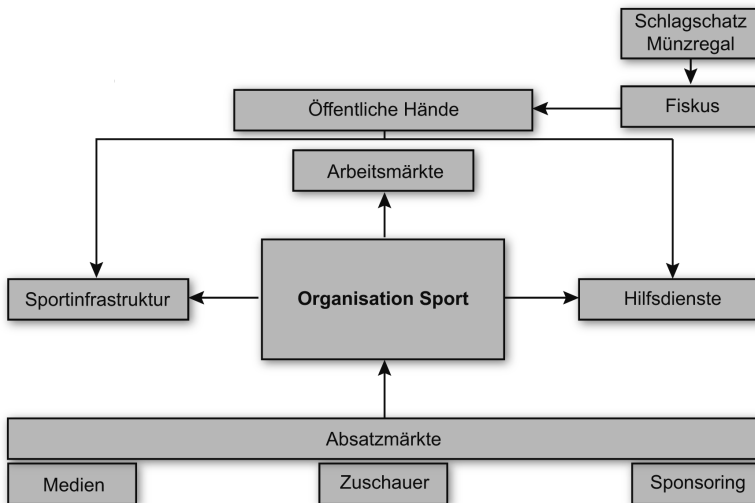 Schlagschatz
Münzregal
Öffentliche Hände
Fiskus
Arbeitsmärkte
Sportinfrastruktur
Organisation Sport
Hilfsdienste
Absatzmärkte
Medien
Zuschauer
Sponsoring